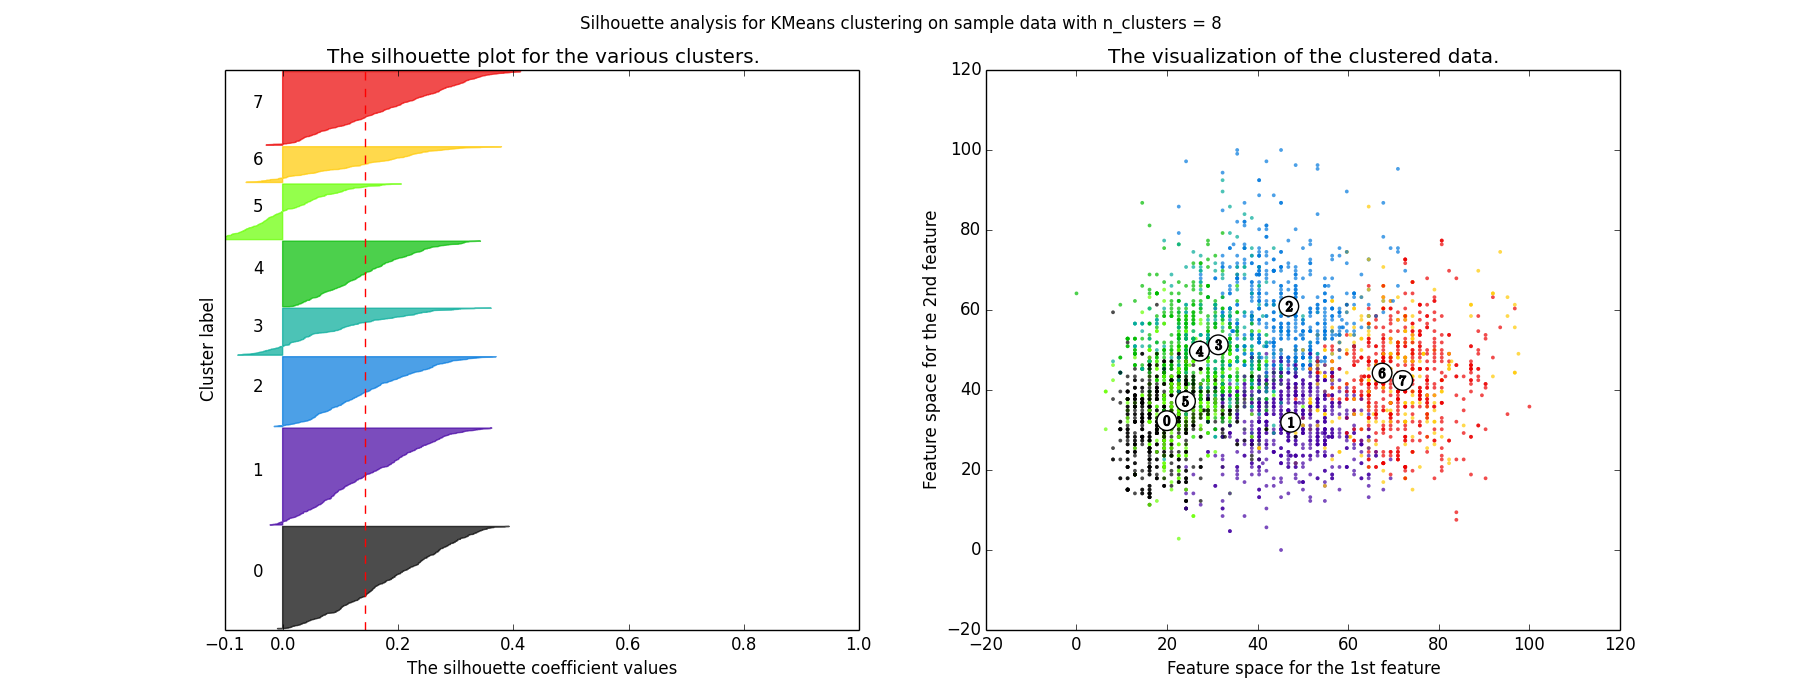 Silhouette analysis for KMeans clustering on sample data with n_clusters = 8
The silhouette plot for the various clusters.
7
6
5
4
3
2
1
0
Cluster label
−0.1 0.0 0.2 0.4 0.6 0.8 1.0
The silhouette coefficient values
The visualization of the clustered data.
120
100
80
60
40
20
0
−20
Feature space for the 2nd feature
2
3
4
6
7
5
0
1
−20 0 20 40 60 80 100 120
Feature space for the 1st feature